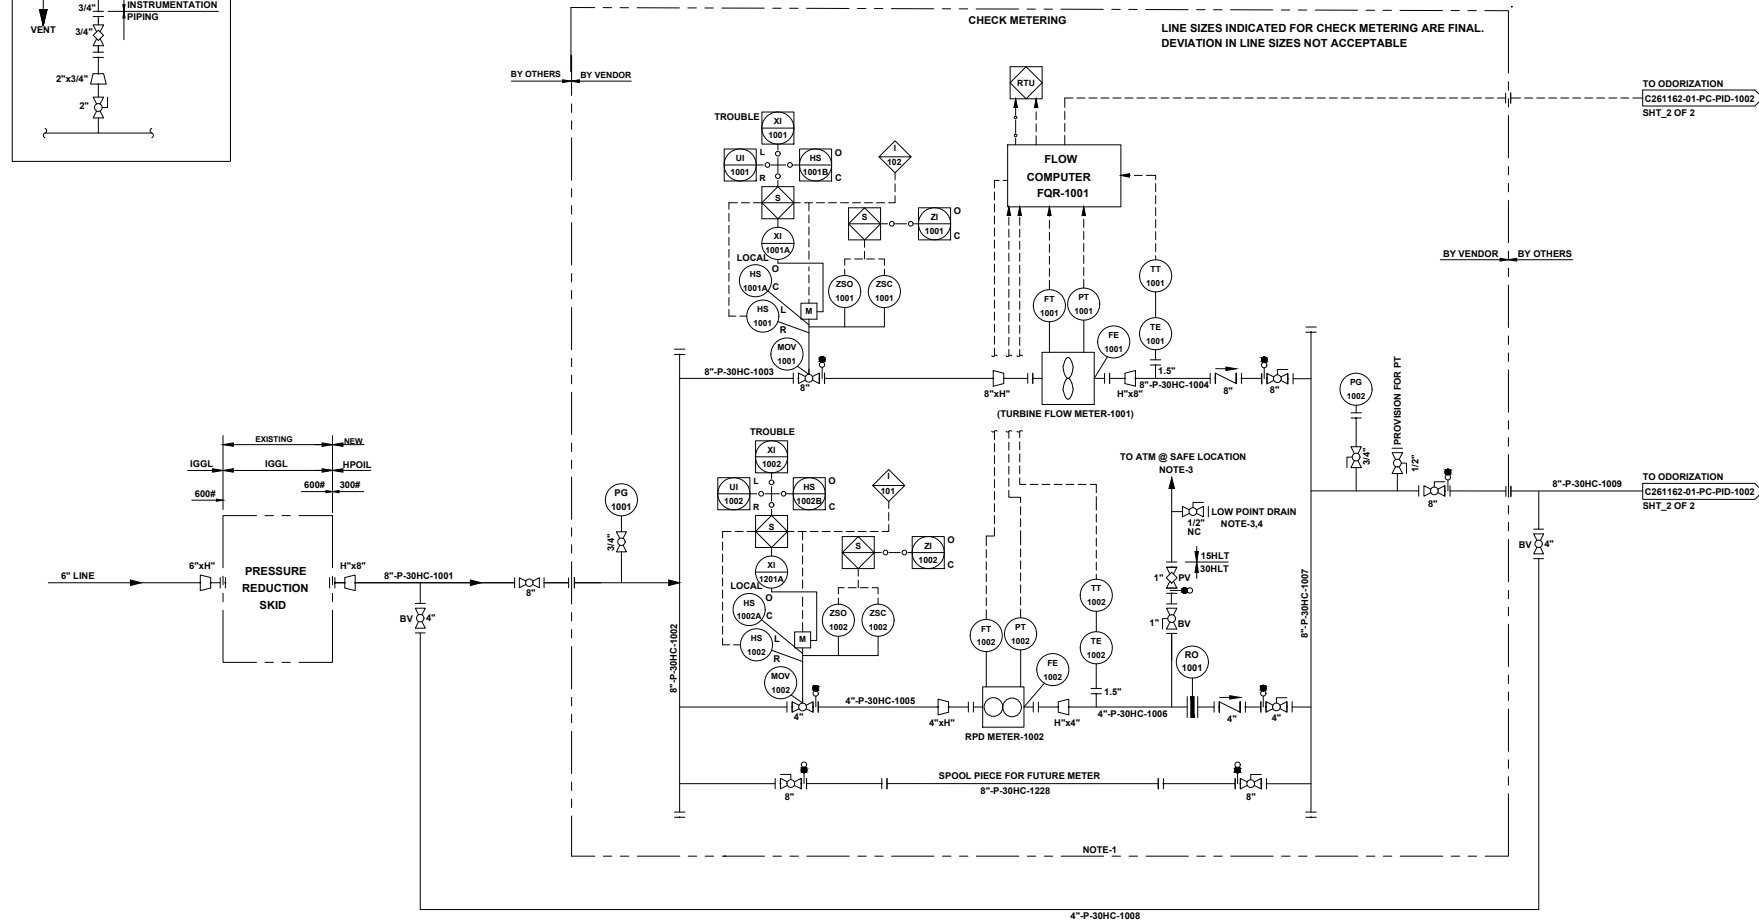 3/4"
INSTRUMENTATION
PIPING
VENT
3/4"
2"x3/4"
2"
CHECK METERING
LINE SIZES INDICATED FOR CHECK METERING ARE FINAL.
DEVIATION IN LINE SIZES NOT ACCEPTABLE
BY OTHERS
BY VENDOR
RTU
TO ODORIZATION
C261162-01-PC-PID-1002
SHT_2 OF 2
TROUBLE
XI
1001
UI
1001
L
R
HS
1001B
O
C
I
102
FLOW
COMPUTER
FQR-1001
S
S
ZI
1001
O
C
XI
1001A
LOCAL
HS
1001A
O
C
HS
1001
L
R
M
ZSO
1001
ZSC
1001
BY VENDOR
BY OTHERS
TT
1001
FT
1001
PT
1001
TE
1001
FE
1001
MOV
1001
8"-P-30HC-1003
8"
8"xH"
H"x8"
1.5"
8"-P-30HC-1004
8"
8"
(TURBINE FLOW METER-1001)
PG
1002
3/4"
PROVISION FOR PT
1/2"
8"
8"-P-30HC-1009
TO ODORIZATION
C261162-01-PC-PID-1002
SHT_2 OF 2
BV
4"
EXISTING
NEW
IGGL
IGGL
HPOIL
600#
600#
300#
6" LINE
6"xH"
PRESSURE
REDUCTION
SKID
H"x8"
8"-P-30HC-1001
BV
4"
8"
PG
1001
3/4"
8"-P-30HC-1002
TROUBLE
XI
1002
UI
1002
L
R
HS
1002B
O
C
I
101
S
S
ZI
1002
O
C
XI
1201A
LOCAL
HS
1002A
O
C
HS
1002
L
R
M
ZSO
1002
ZSC
1002
MOV
1002
4"
4"-P-30HC-1005
4"xH"
FT
1002
PT
1002
FE
1002
TT
1002
TE
1002
H"x4"
1.5"
4"-P-30HC-1006
RPD METER-1002
TO ATM @ SAFE LOCATION
NOTE-3
1/2"
NC
LOW POINT DRAIN
NOTE-3,4
15HLT
30HLT
1"
PV
1"
BV
RO
1001
4"
4"
8"-P-30HC-1007
SPOOL PIECE FOR FUTURE METER
8"-P-30HC-1228
8"
8"
NOTE-1
4"-P-30HC-1008